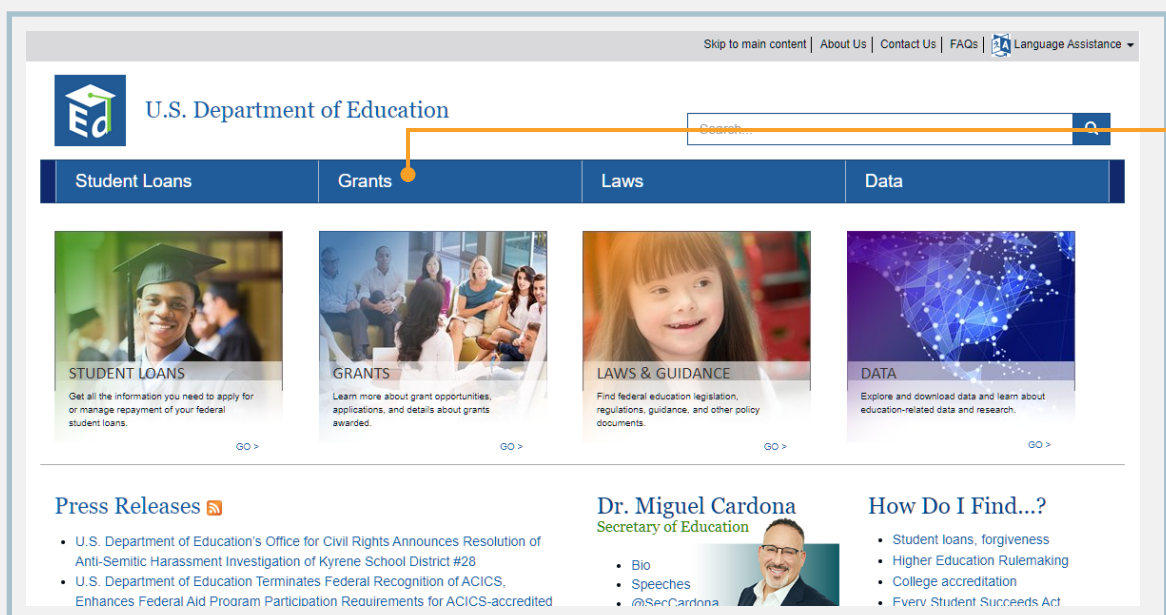 Skip to main content | About Us | Contact Us | FAQs | Language Assistance
Ed
U.S. Department of Education
Search...
Student Loans
Grants
Laws
Data
STUDENT LOANS
Get all the information you need to apply for
or manage repayment of your federal
student loans.
GO >
GRANTS
Learn more about grant opportunities,
applications, and details about grants
awarded.
GO >
LAWS & GUIDANCE
Find federal education legislation,
regulations, guidance, and other policy
documents.
GO >
DATA
Explore and download data and learn about
education-related data and research.
GO >
Press Releases
• U.S. Department of Education's Office for Civil Rights Announces Resolution of
Anti-Semitic Harassment Investigation of Kyrene School District #28
• U.S. Department of Education Terminates Federal Recognition of ACICS,
Enhances Federal Aid Program Participation Requirements for ACICS-accredited
Dr. Miguel Cardona
Secretary of Education
• Bio
• Speeches
• @SecCardona
How Do I Find...?
• Student loans, forgiveness
• Higher Education Rulemaking
• College accreditation
• Every Student Succeeds Act